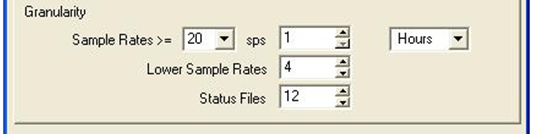 Granularity
Sample Rates >= 20 sps 1 Hours
Lower Sample Rates 4
Status Files 12